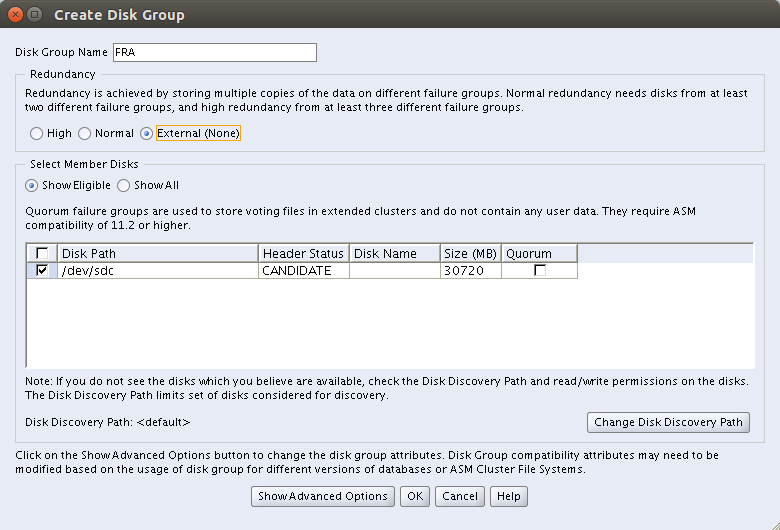 Create Disk Group
Disk Group Name FRA
Redundancy
Redundancy is achieved by storing multiple copies of the data on different failure groups. Normal redundancy needs disks from at least
two different failure groups, and high redundancy from at least three different failure groups.
High Normal External (None)
Select Member Disks
Show Eligible Show All
Quorum failure groups are used to store voting files in extended clusters and do not contain any user data. They require ASM
compatibility of 11.2 or higher.
Disk Path Header Status Disk Name Size (MB) Quorum
/dev/sdc CANDIDATE 30720
Note: If you do not see the disks which you believe are available, check the Disk Discovery Path and read/write permissions on the disks.
The Disk Discovery Path limits set of disks considered for discovery.
Disk Discovery Path: <default> Change Disk Discovery Path
Click on the Show Advanced Options button to change the disk group attributes. Disk Group compatibility attributes may need to be
modified based on the usage of disk group for different versions of databases or ASM Cluster File Systems.
Show Advanced Options OK Cancel Help